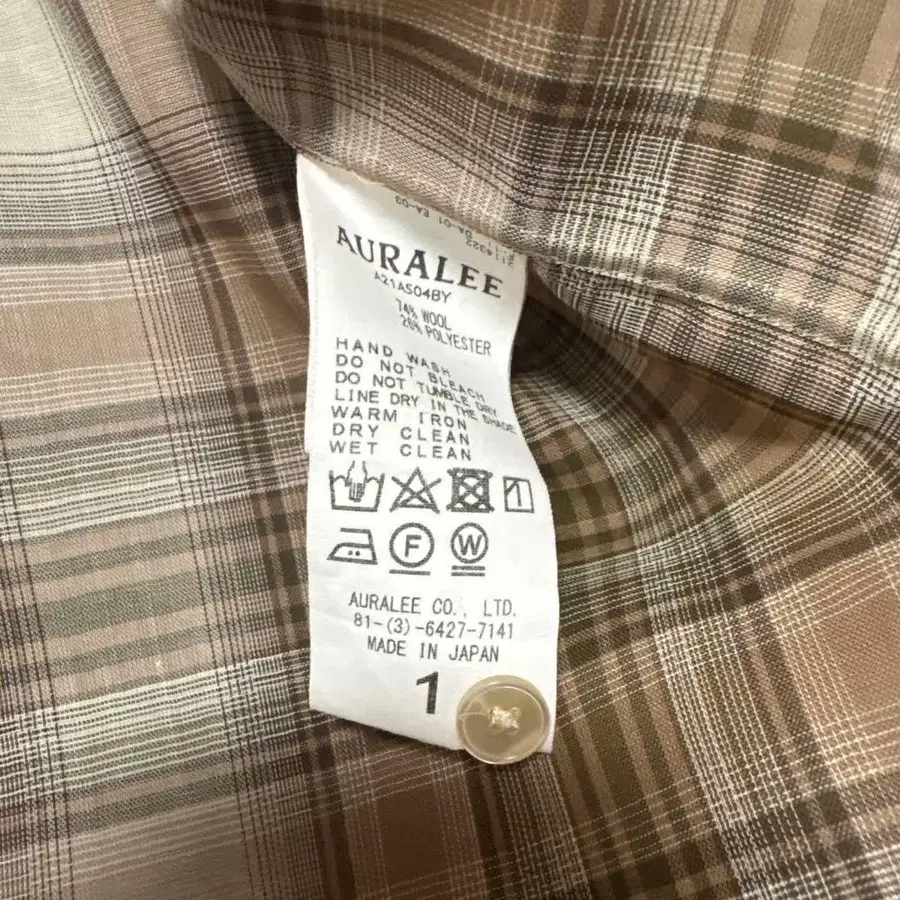 AURALEE
A21AS04BY
74% WOOL
26% POLYESTER
HAND WASH
DO NOT BLEACH
DO NOT TUMBLE DRY
LINE DRY IN THE SHADE
WARM IRON
DRY CLEAN
WET CLEAN
F W
AURALEE CO., LTD.
81-(3)-6427-7141
MADE IN JAPAN
1